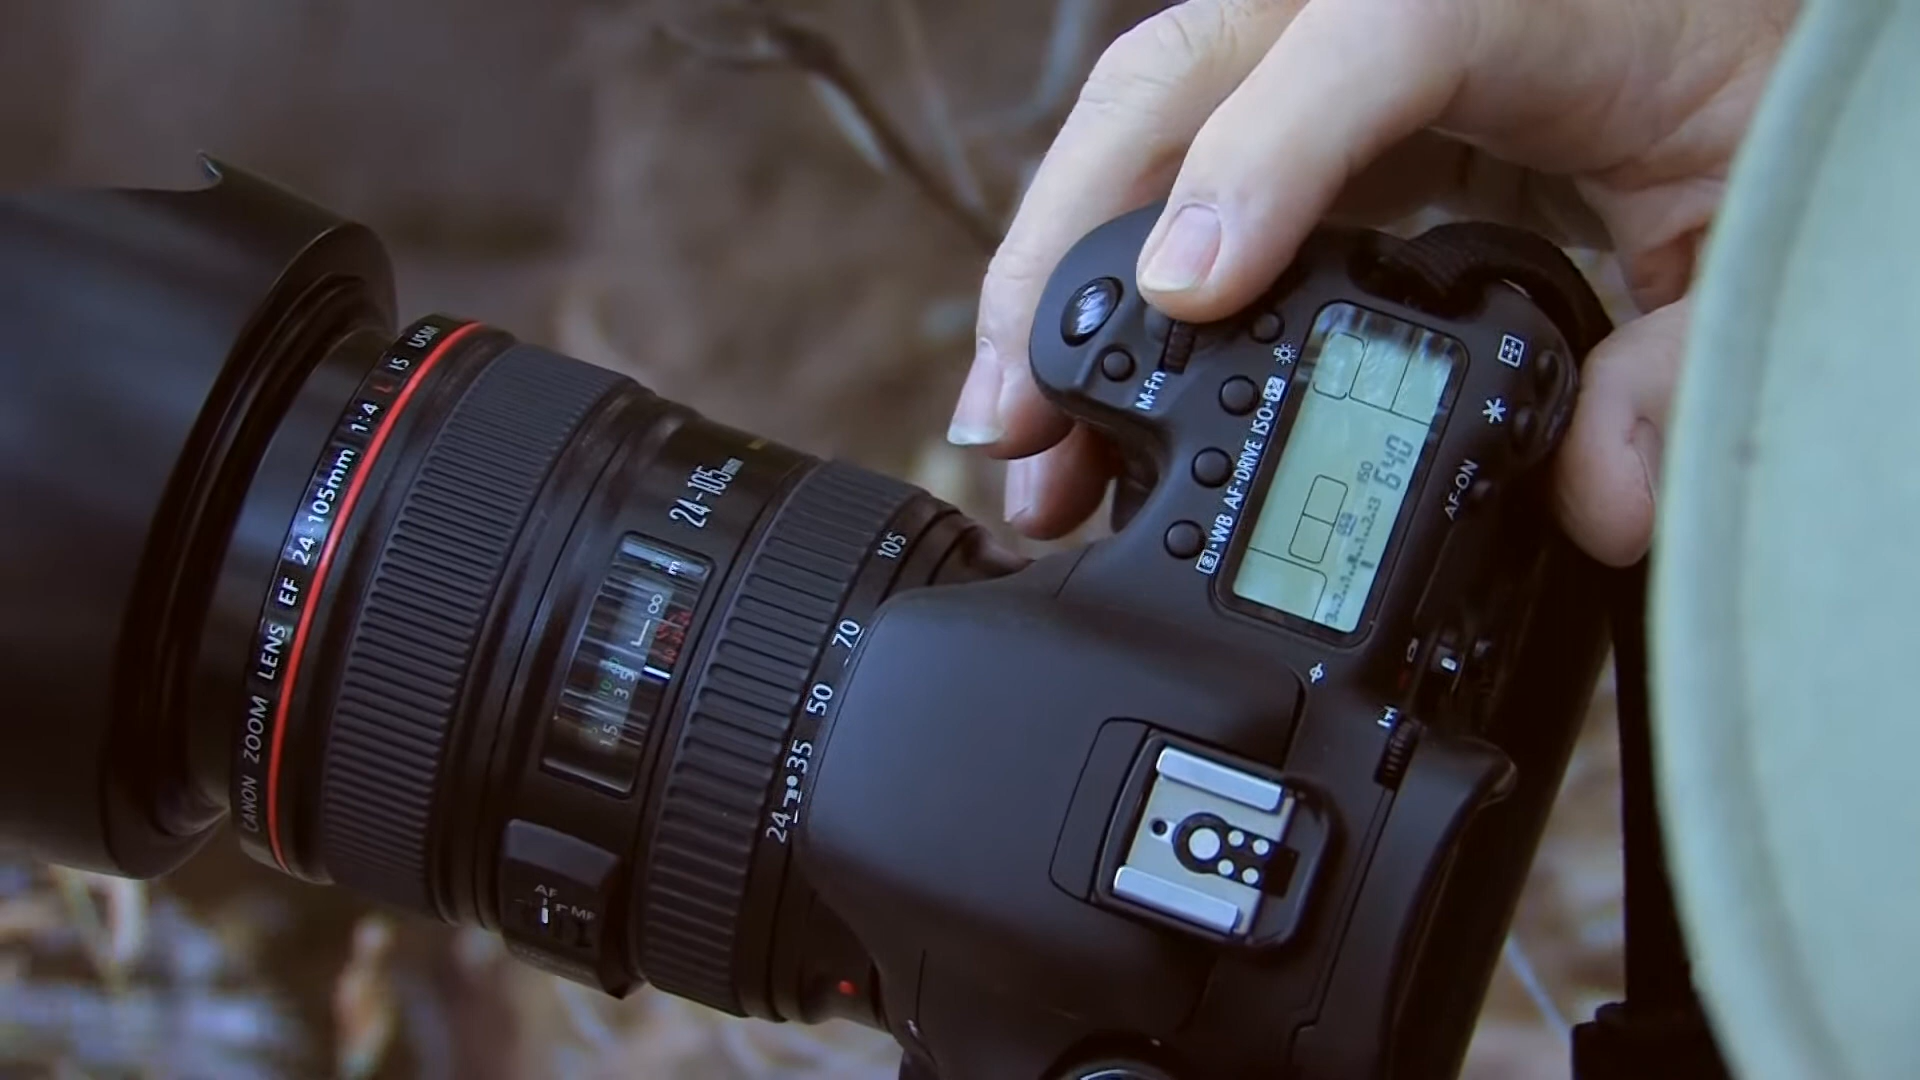 CANON ZOOM LENS EF 24-105mm 1:4 L IS USM
24-105mm
m
∞
AF
MF
105
70
50
35
24
M-Fn
ISO
AF•DRIVE
WB
ISO
640
AF-ON